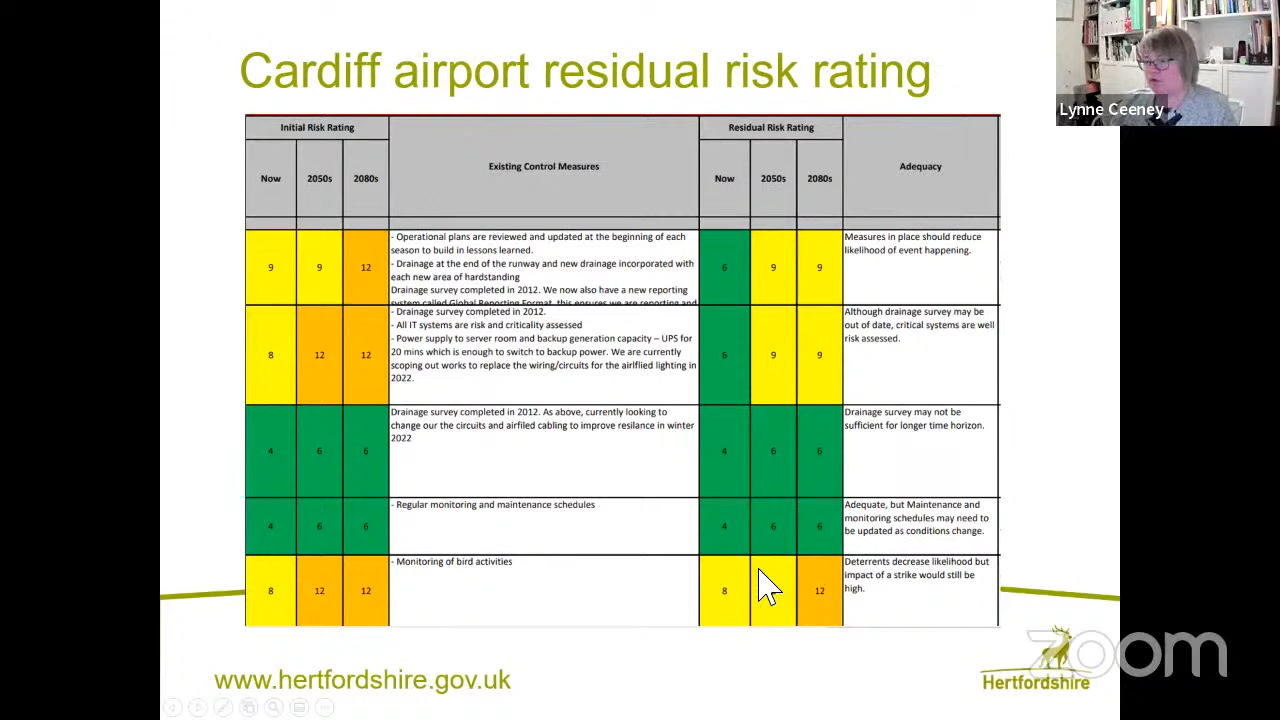 Cardiff airport residual risk rating
Lynne Ceeney
Initial Risk Rating
Existing Control Measures
Residual Risk Rating
Adequacy
Now
2050s
2080s
Now
2050s
2080s
9
9
12
- Operational plans are reviewed and updated at the beginning of each
season to build in lessons learned.
- Drainage at the end of the runway and new drainage incorporated with
each new area of hardstanding
Drainage survey completed in 2012. We now also have a new reporting
system called Global Reporting Format, this ensures we are reporting and
6
9
9
Measures in place should reduce
likelihood of event happening.
8
12
12
- Drainage survey completed in 2012.
- All IT systems are risk and criticality assessed
- Power supply to server room and backup generation capacity – UPS for
20 mins which is enough to switch to backup power. We are currently
scoping out works to replace the wiring/circuits for the airlflied lighting in
2022.
6
9
9
Although drainage survey may be
out of date, critical systems are well
risk assessed.
4
6
6
Drainage survey completed in 2012. As above, currently looking to
change our the circuits and airfiled cabling to improve resilance in winter
2022
4
6
6
Drainage survey may not be
sufficient for longer time horizon.
4
6
6
- Regular monitoring and maintenance schedules
4
6
6
Adequate, but Maintenance and
monitoring schedules may need to
be updated as conditions change.
8
12
12
- Monitoring of bird activities
8
12
Deterrents decrease likelihood but
impact of a strike would still be
high.
www.hertfordshire.gov.uk
zoom
Hertfordshire